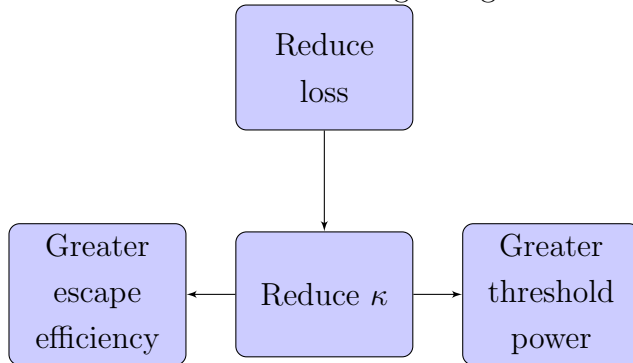 Reduce
loss
Greater
escape
efficiency
Reduce κ
Greater
threshold
power